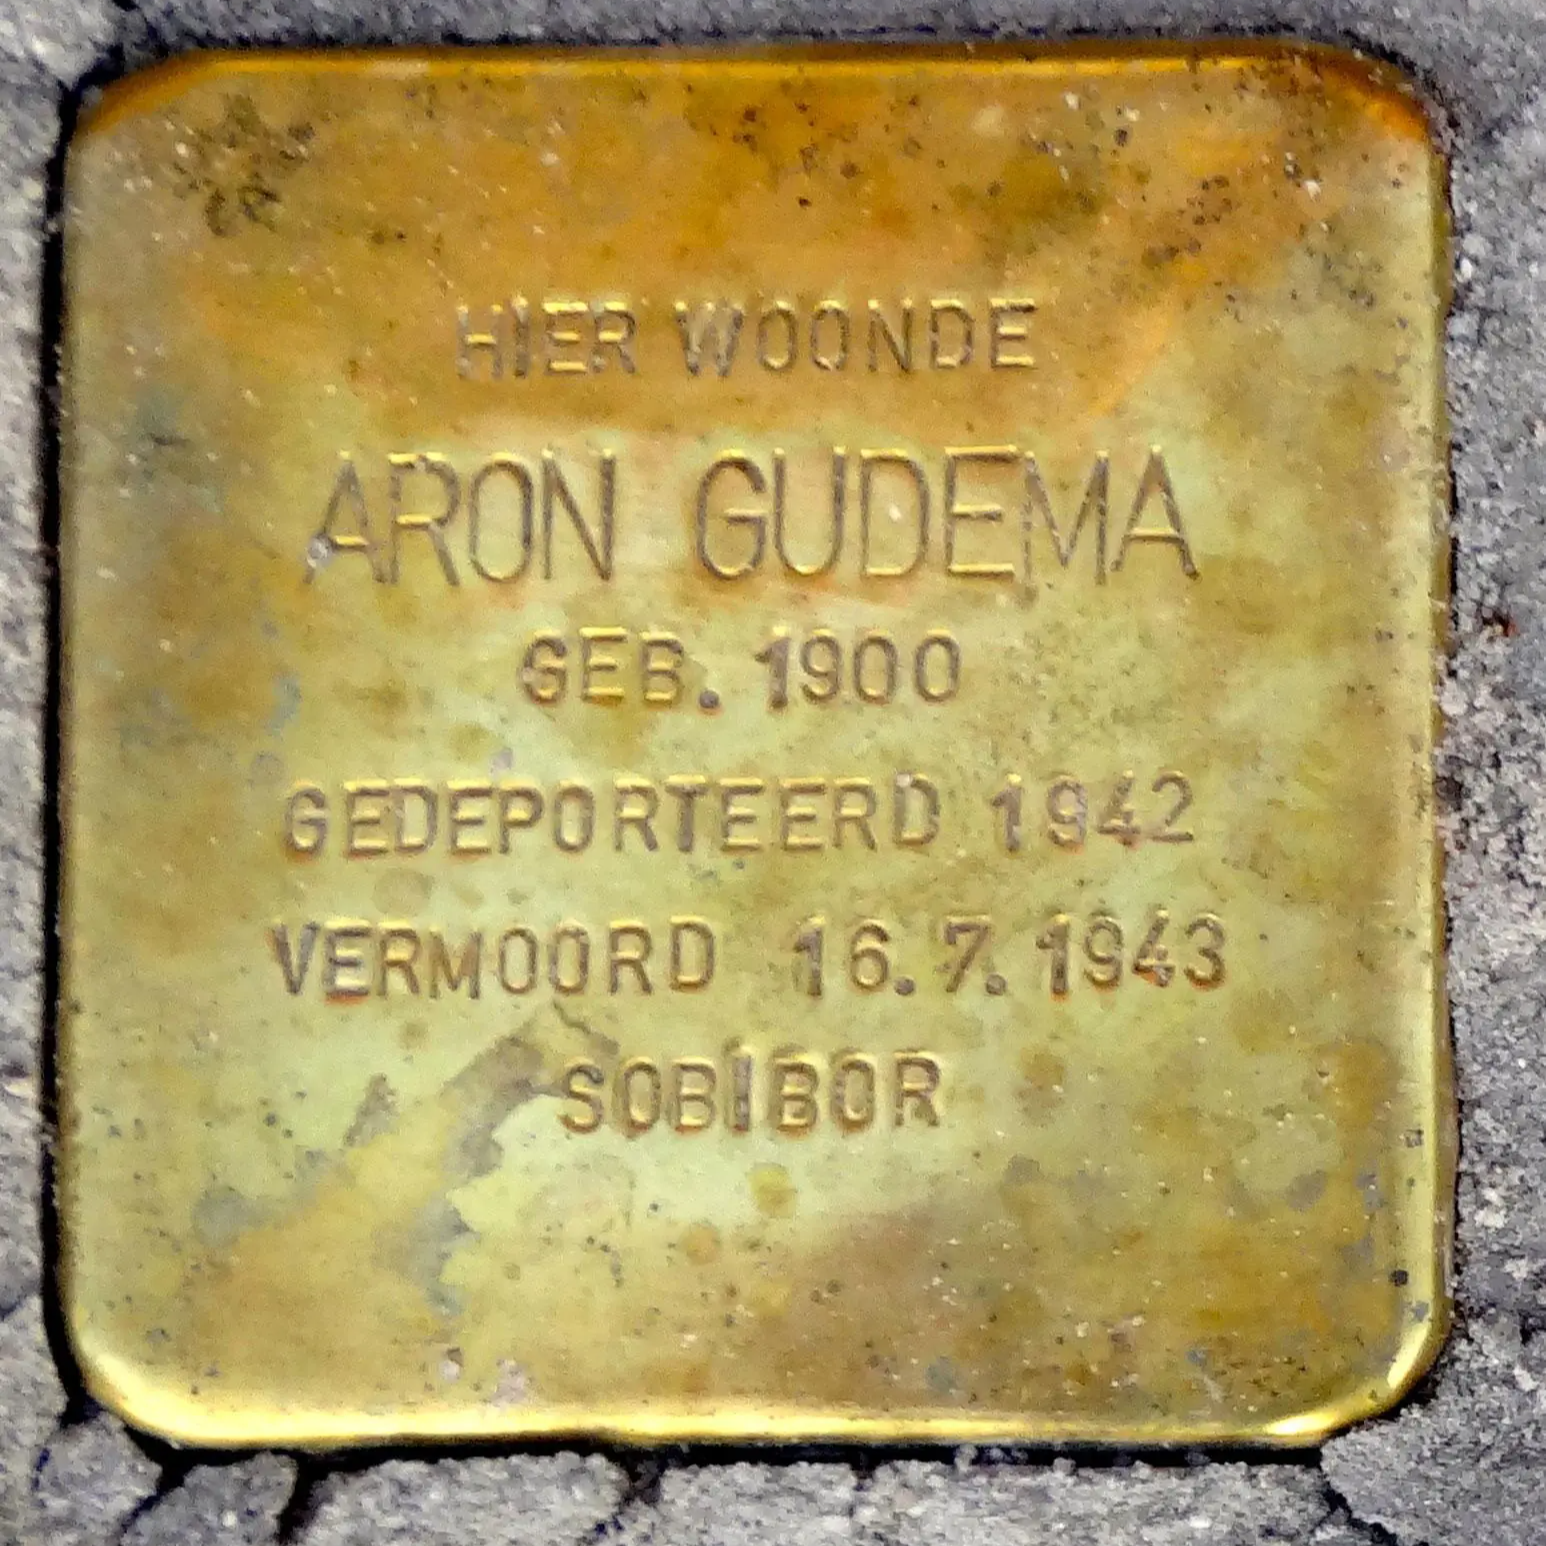 HIER WOONDE
ARON GUDEMA
GEB. 1900
GEDEPORTEERD 1942
VERMOORD 16.7.1943
SOBIBOR